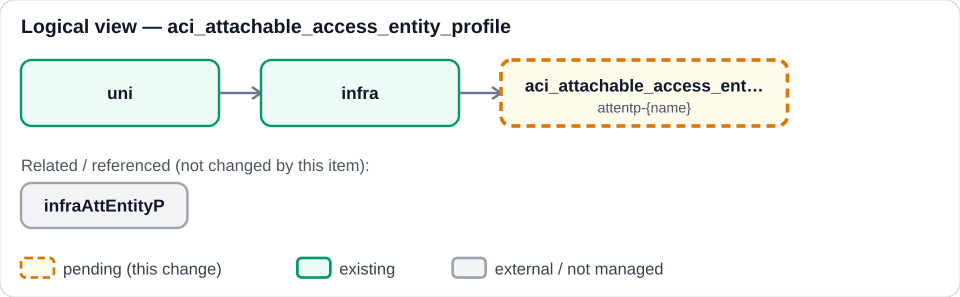 Logical view — aci_attachable_access_entity_profile
uni
infra
aci_attachable_access_ent…
attentp-{name}
Related / referenced (not changed by this item):
infraAttEntityP
pending (this change)
existing
external / not managed